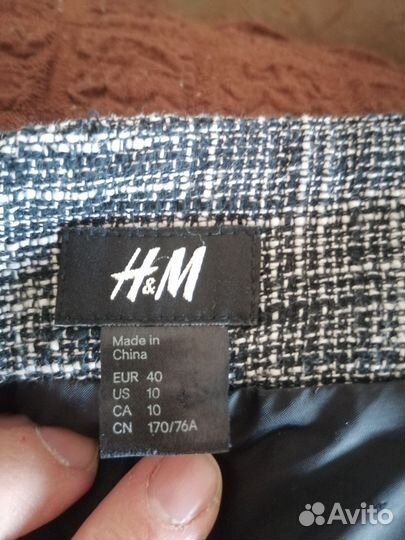 H&M
Made in
China
EUR 40
US 10
CA 10
CN 170/76A
Avito